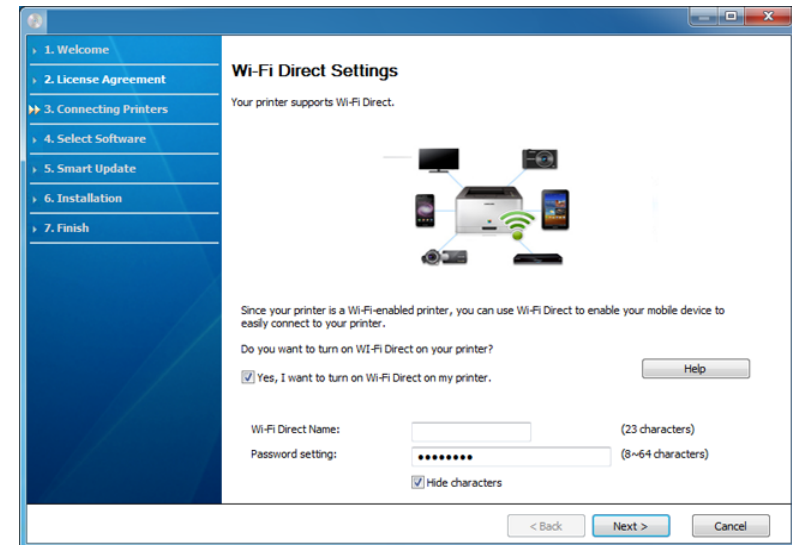 1. Welcome
2. License Agreement
3. Connecting Printers
4. Select Software
5. Smart Update
6. Installation
7. Finish
Wi-Fi Direct Settings
Your printer supports Wi-Fi Direct.
Since your printer is a Wi-Fi-enabled printer, you can use Wi-Fi Direct to enable your mobile device to
easily connect to your printer.
Do you want to turn on WI-Fi Direct on your printer?
Yes, I want to turn on Wi-Fi Direct on my printer.
Help
Wi-Fi Direct Name: (23 characters)
Password setting: ●●●●●●●● (8~64 characters)
Hide characters
< Back Next > Cancel